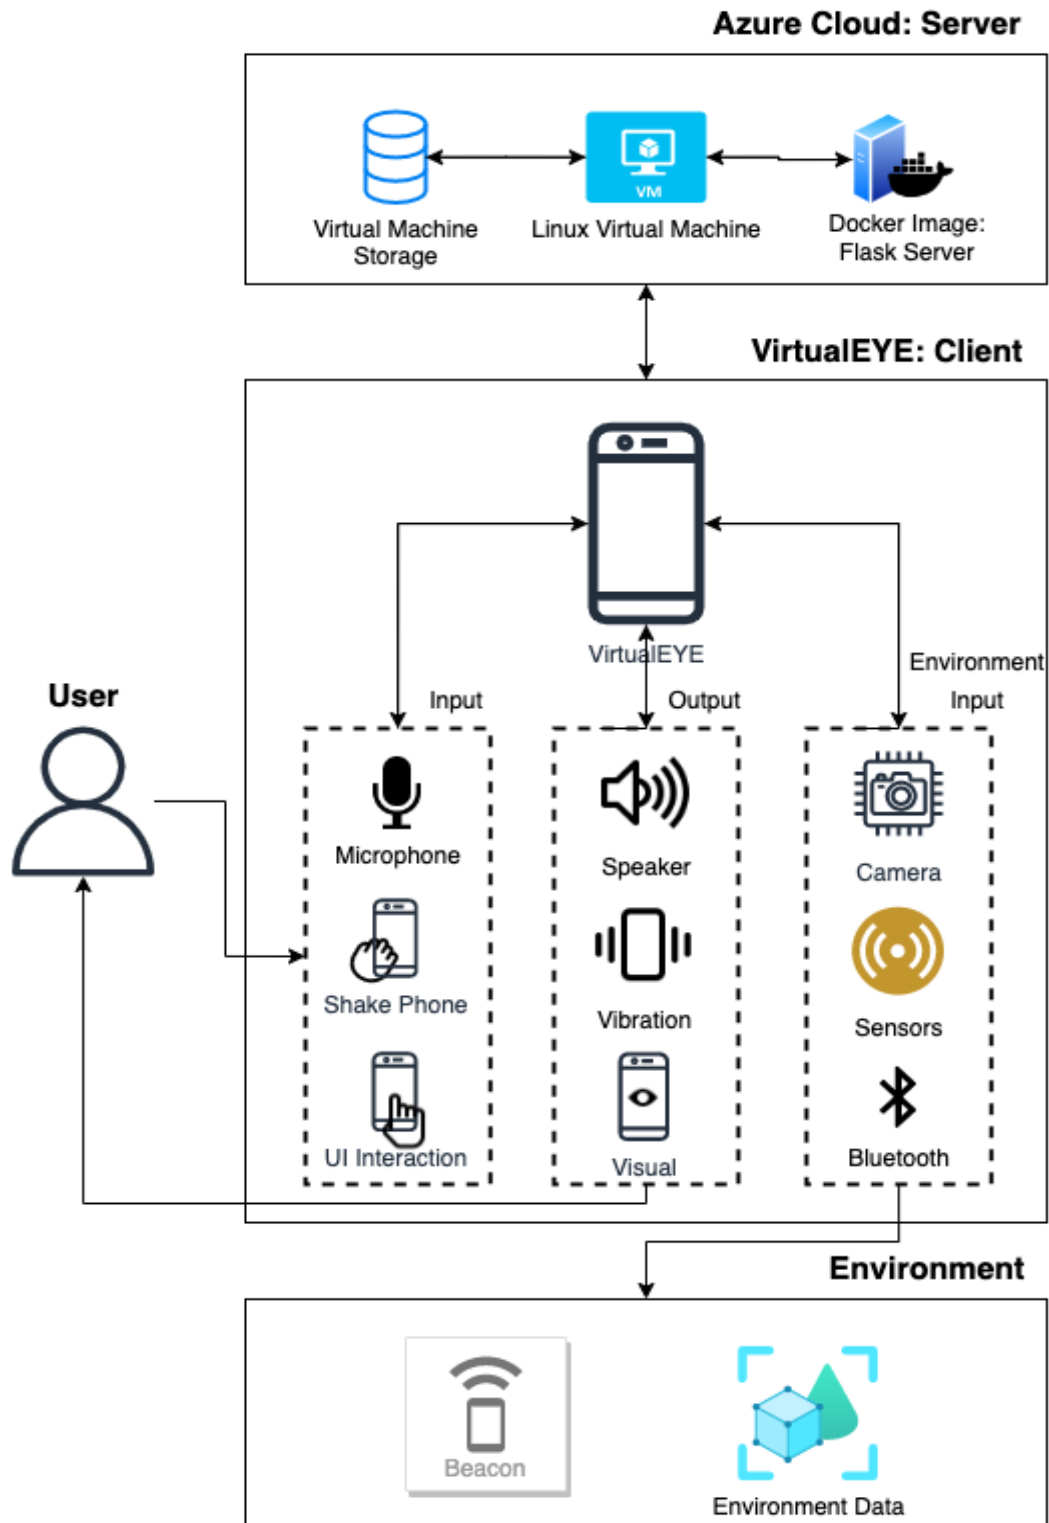 Azure Cloud: Server
VM
Virtual Machine
Storage
Linux Virtual Machine
Docker Image:
Flask Server
VirtualEYE: Client
VirtualEYE
Environment
Input
Output
Input
User
Microphone
Speaker
Camera
Shake Phone
Vibration
Sensors
UI Interaction
Visual
Bluetooth
Environment
Beacon
Environment Data